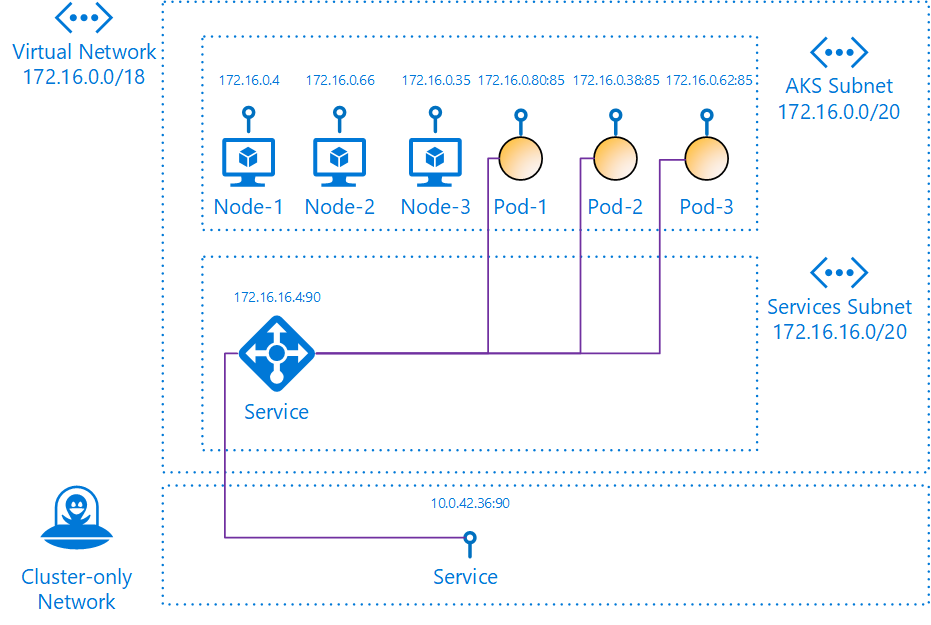 Virtual Network
172.16.0.0/18
172.16.0.4
172.16.0.66
172.16.0.35
172.16.0.80:85
172.16.0.38:85
172.16.0.62:85
Node-1
Node-2
Node-3
Pod-1
Pod-2
Pod-3
AKS Subnet
172.16.0.0/20
172.16.16.4:90
Service
Services Subnet
172.16.16.0/20
Cluster-only
Network
10.0.42.36:90
Service